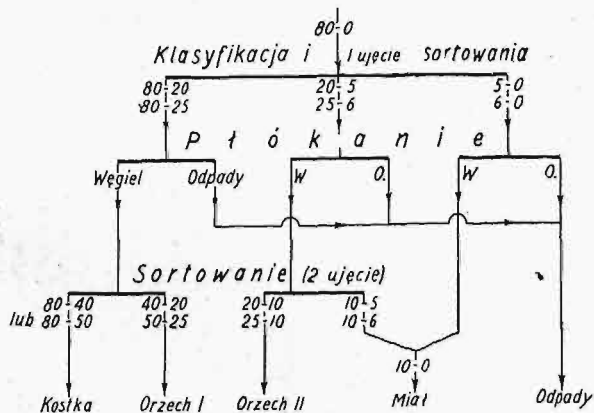 80-0
Klasyfikacja i 1 ujęcie sortowania
80-20 20-5 5-0
80-25 25-6 6-0
Płókanie
Węgiel Odpady W O. W O.
Sortowanie (2 ujęcie)
80-40 40-20 20-10 10-5
lub 80-50 50-25 25-10 10-6
10-0
Kostka Orzech I Orzech II Miał Odpady